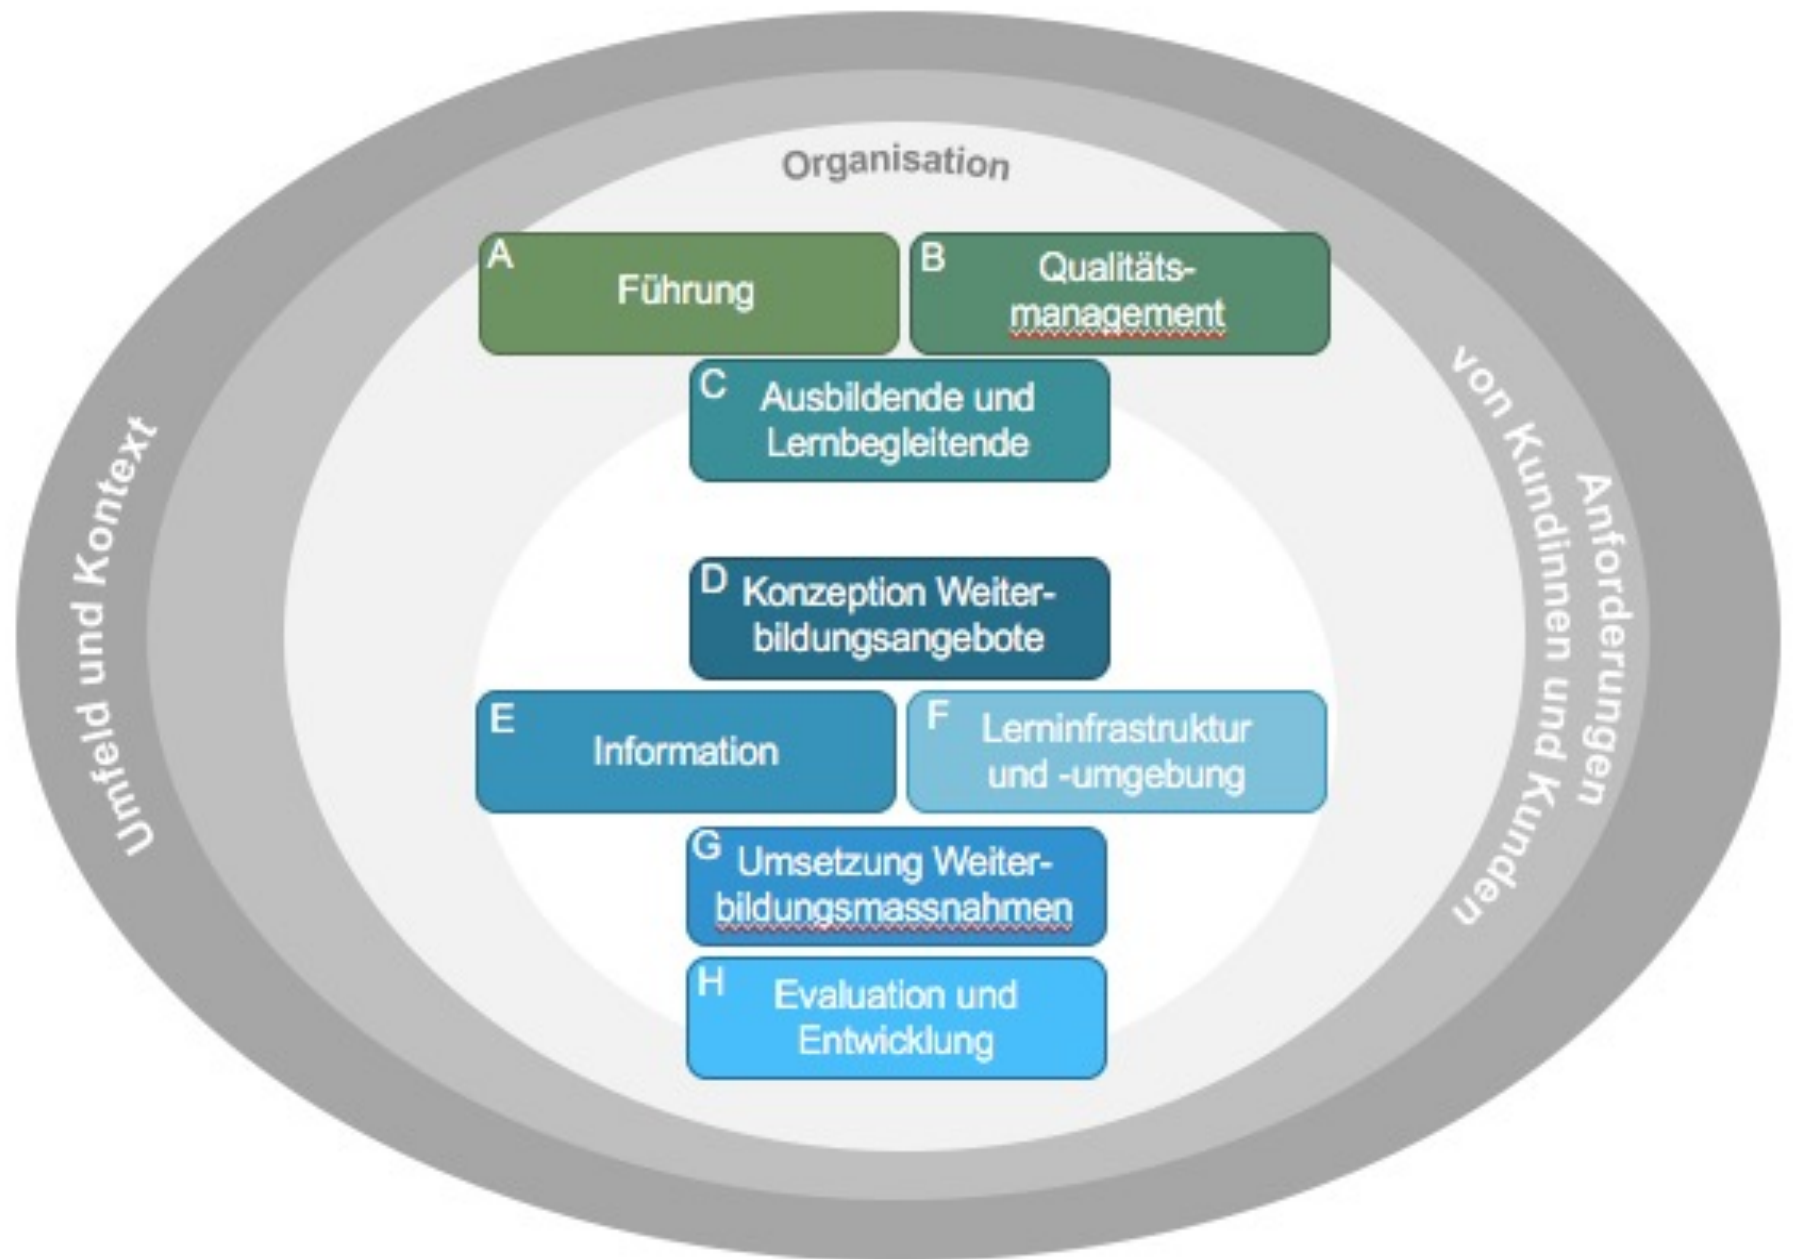 Organisation
A
Führung
B
Qualitäts-
management
C
Ausbildende und
Lernbegleitende
D
Konzeption Weiter-
bildungsangebote
E
Information
F
Lerninfrastruktur
und -umgebung
G
Umsetzung Weiter-
bildungsmassnahmen
H
Evaluation und
Entwicklung
Umfeld und Kontext
Anforderungen
von Kundinnen und Kunden